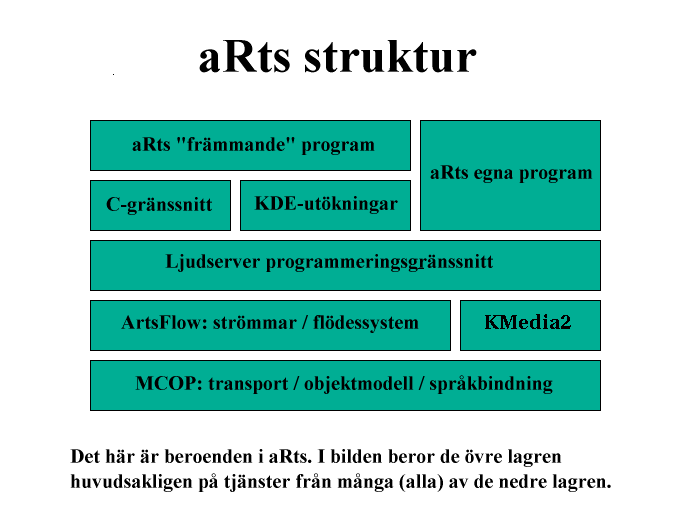 aRts struktur
aRts "främmande" program
aRts egna program
C-gränssnitt
KDE-utökningar
Ljudserver programmeringsgränssnitt
ArtsFlow: strömmar / flödessystem
KMedia2
MCOP: transport / objektmodell / språkbindning
Det här är beroenden i aRts. I bilden beror de övre lagren
huvudsakligen på tjänster från många (alla) av de nedre lagren.